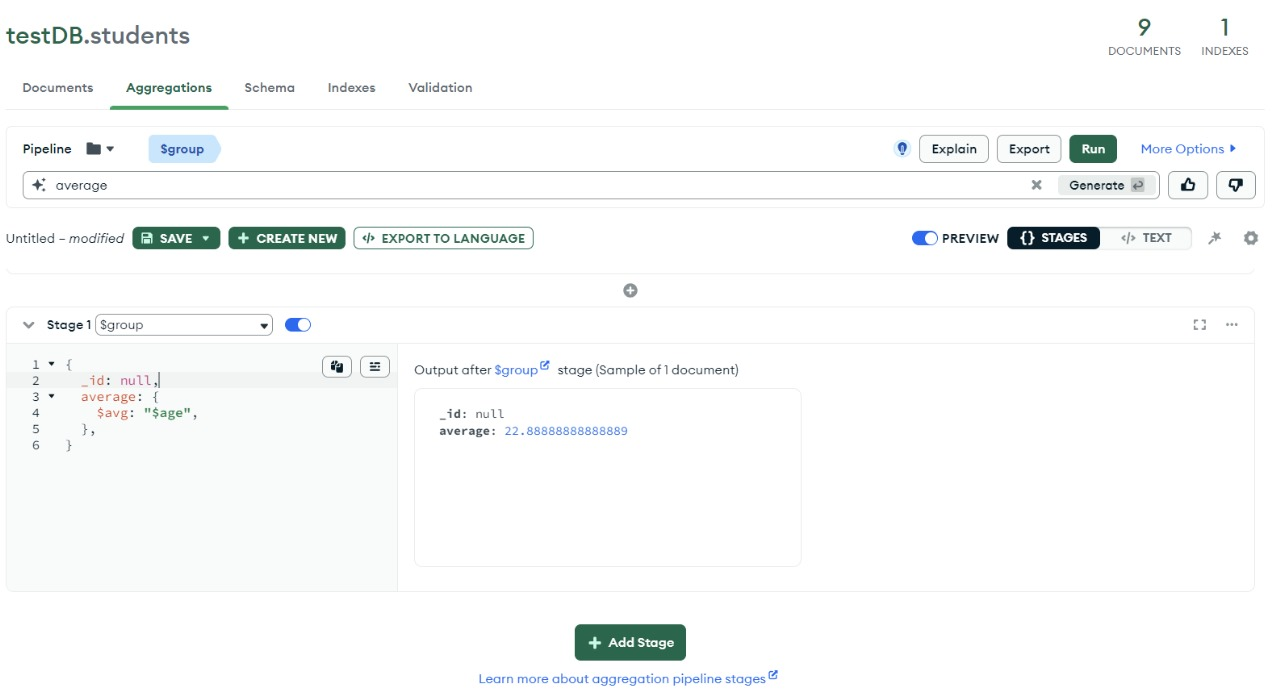 testDB.students
9 1
DOCUMENTS INDEXES
Documents Aggregations Schema Indexes Validation
Pipeline $group Explain Export Run More Options
average Generate
Untitled – modified SAVE CREATE NEW EXPORT TO LANGUAGE PREVIEW {} STAGES </> TEXT
Stage 1 $group
1 {
2 _id: null,
3 average: {
4 $avg: "$age",
5 },
6 }
Output after $group stage (Sample of 1 document)
_id: null
average: 22.88888888888889
+ Add Stage
Learn more about aggregation pipeline stages